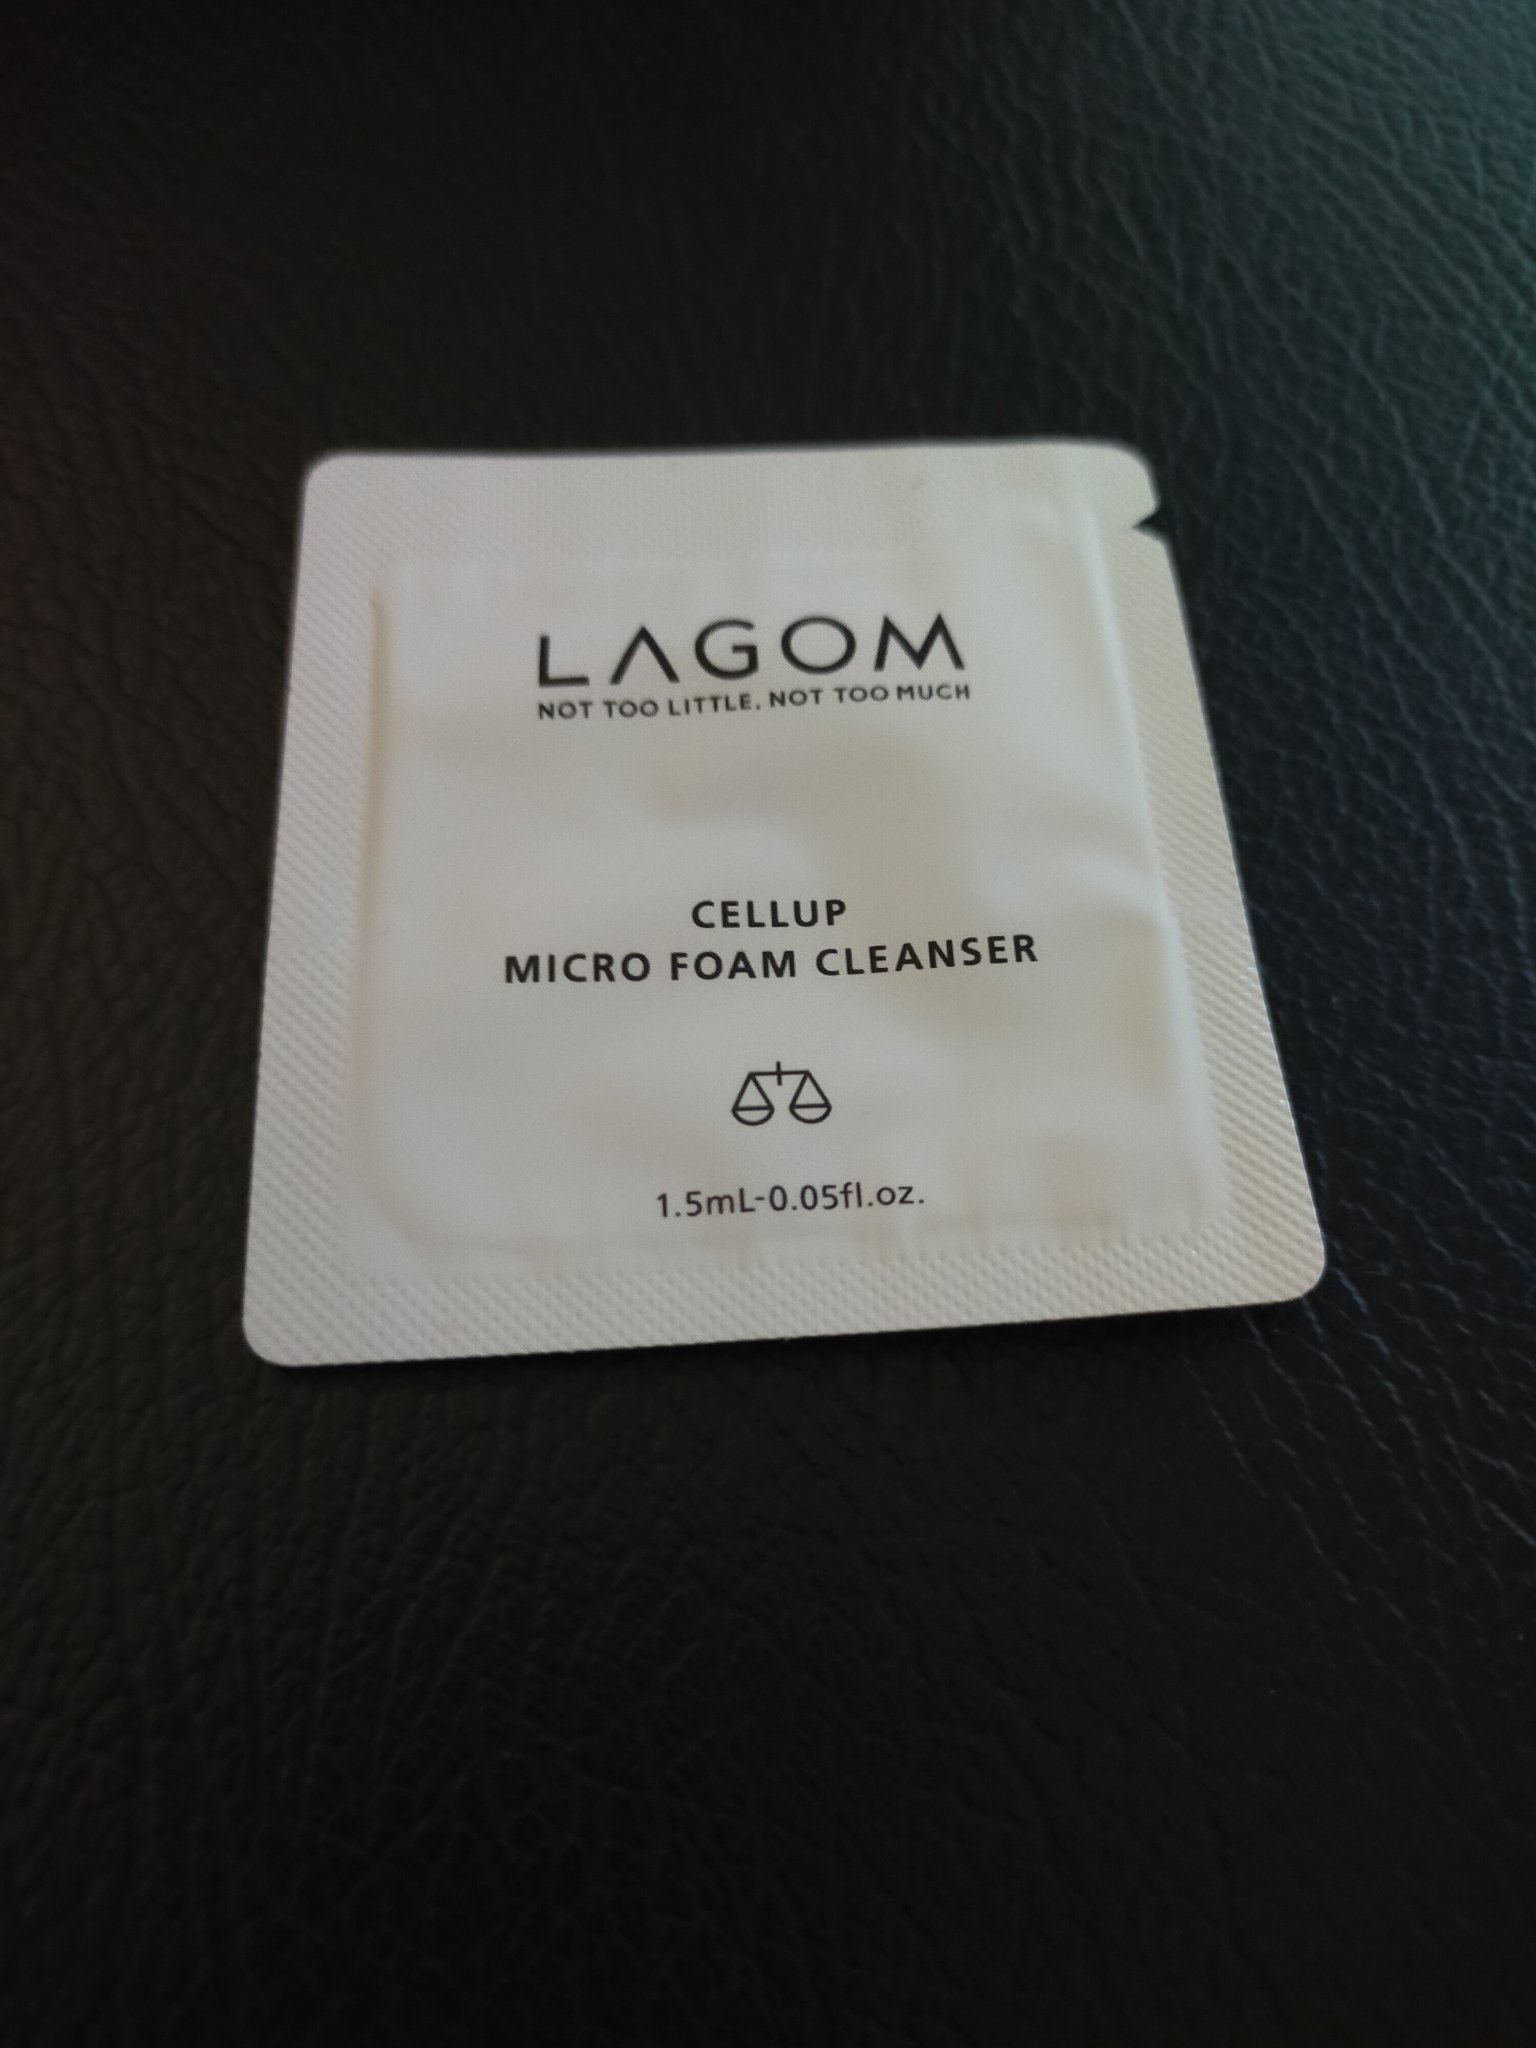 LAGOM
NOT TOO LITTLE, NOT TOO MUCH
CELLUP
MICRO FOAM CLEANSER
1.5mL-0.05fl.oz.